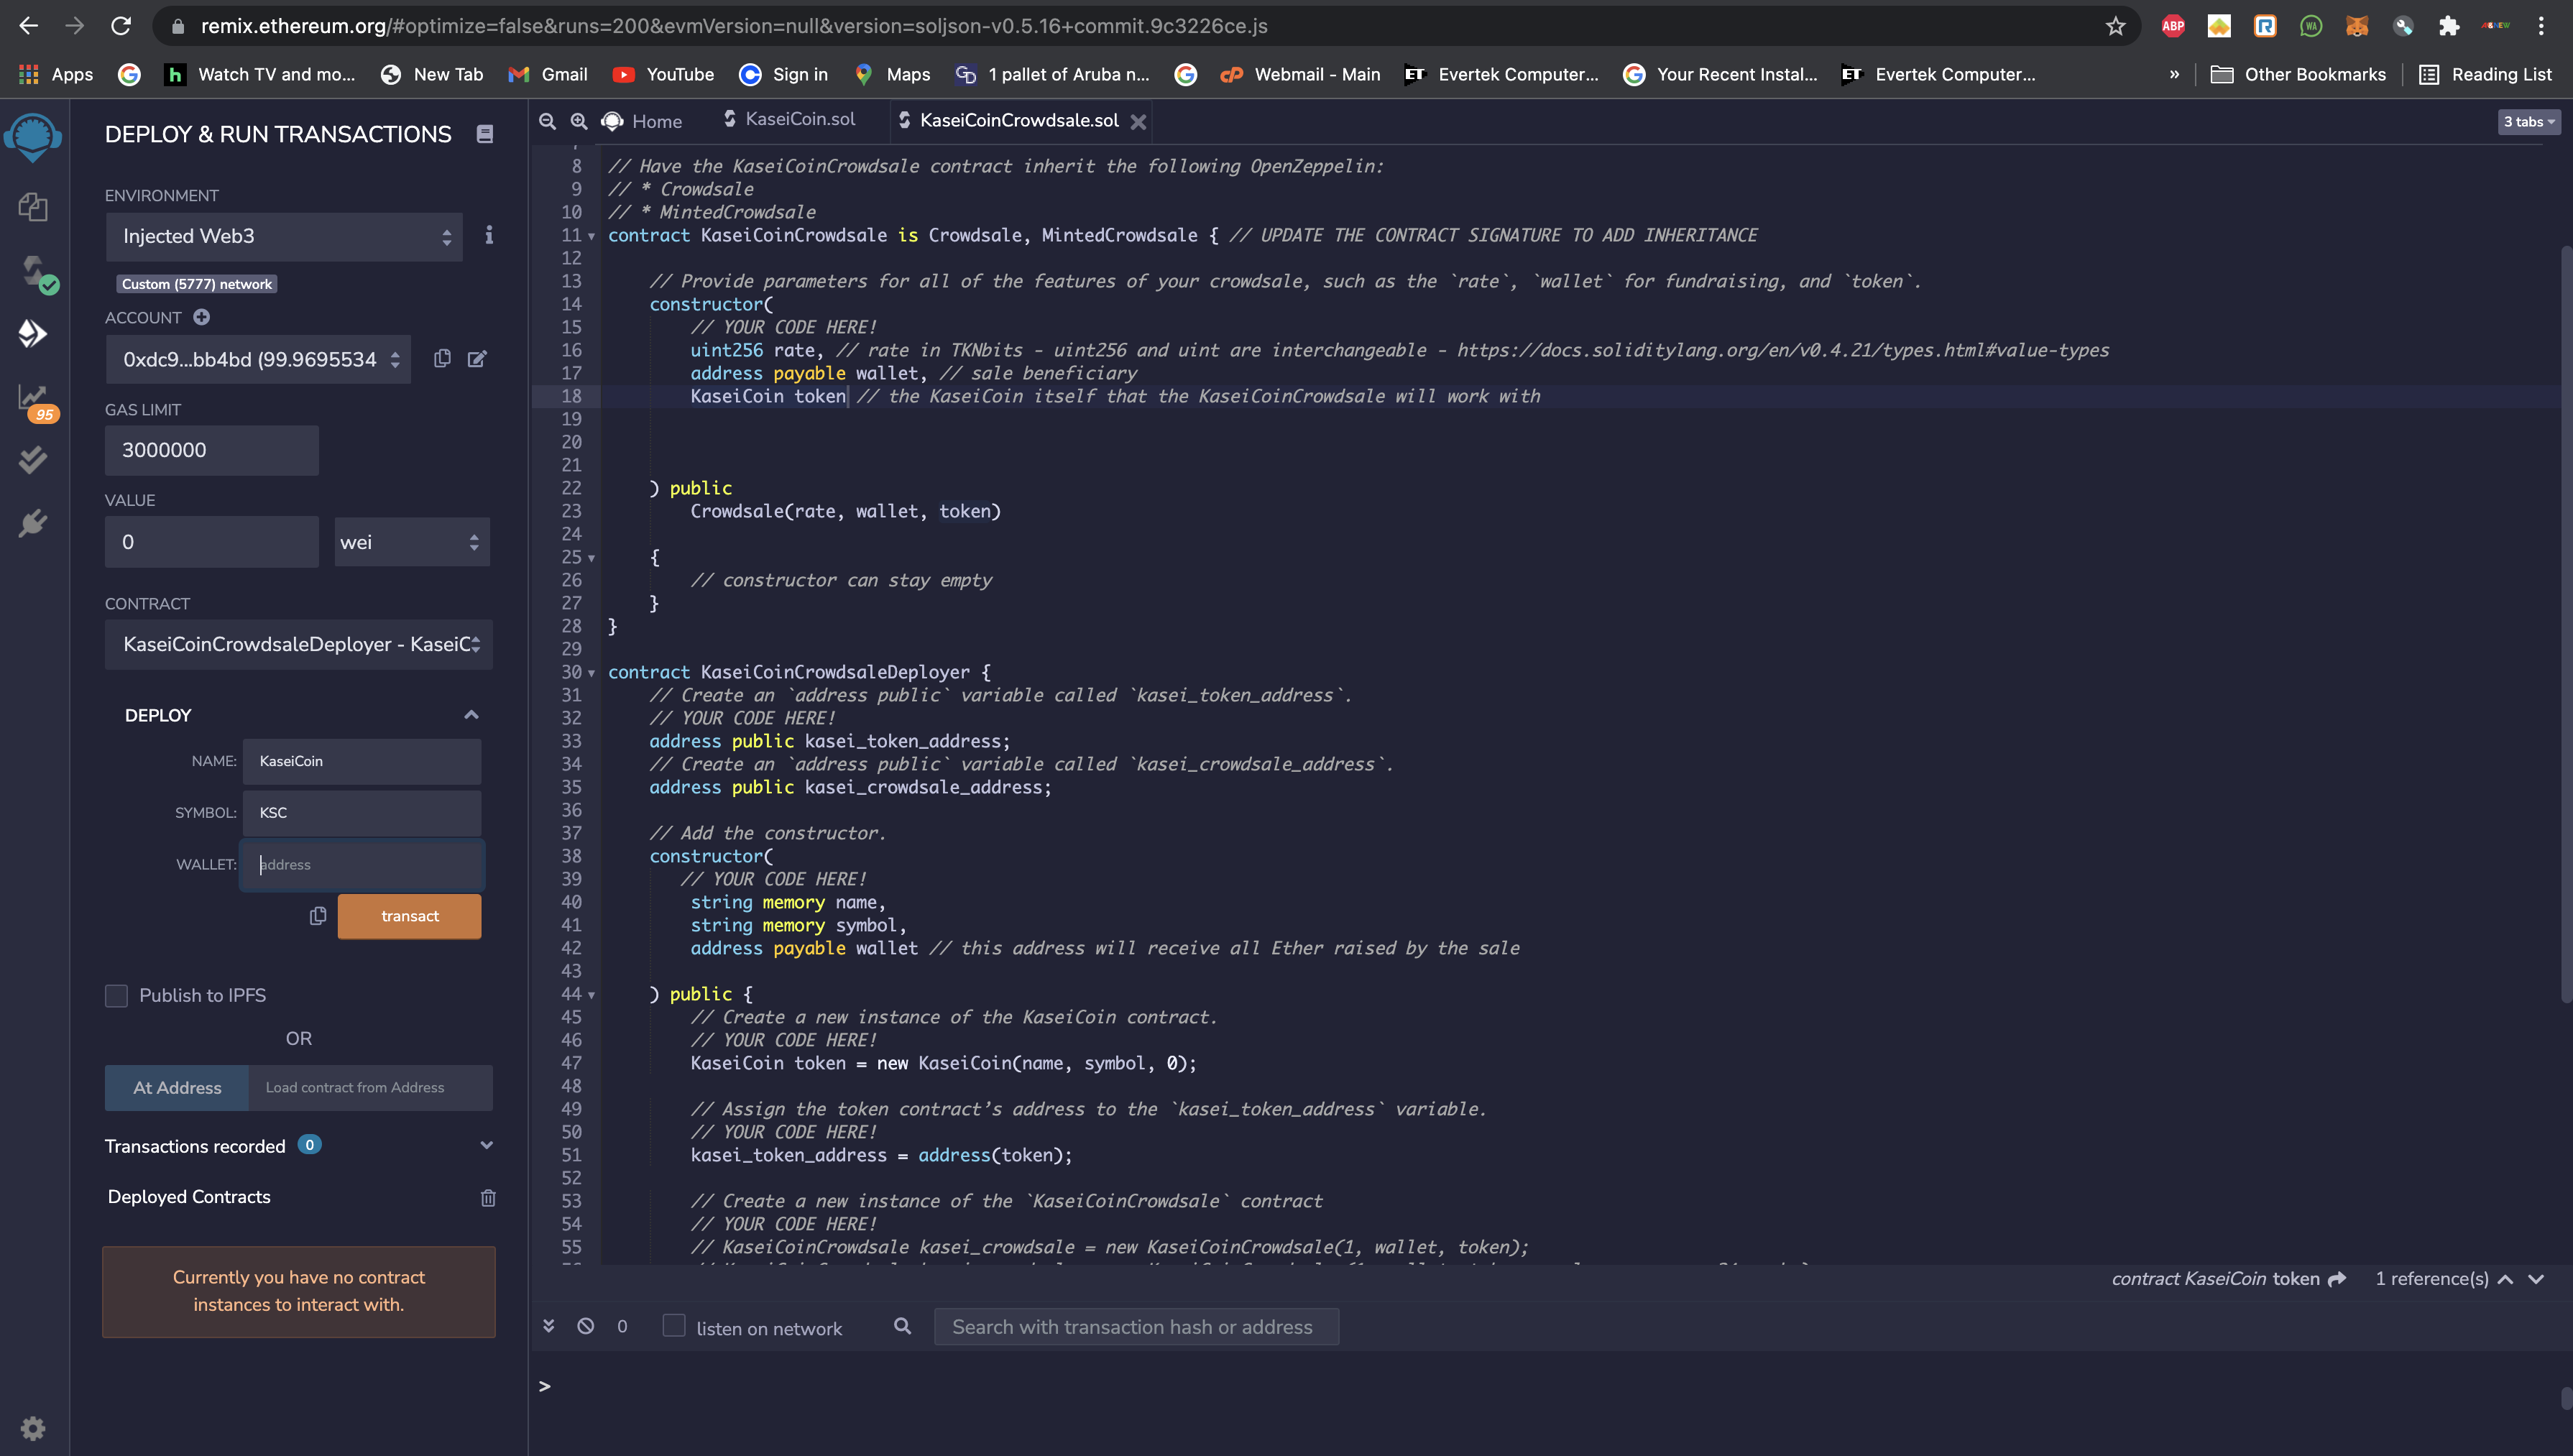 remix.ethereum.org/#optimize=false&runs=200&evmVersion=null&version=soljson-v0.5.16+commit.9c3226ce.js
ABP
WA
Apps
Watch TV and mo...
New Tab
Gmail
YouTube
Sign in
Maps
1 pallet of Aruba n...
Webmail - Main
Evertek Computer...
Your Recent Instal...
Evertek Computer...
»
Other Bookmarks
Reading List
DEPLOY & RUN TRANSACTIONS
ENVIRONMENT
Injected Web3
Custom (5777) network
ACCOUNT
0xdc9...bb4bd (99.9695534
GAS LIMIT
3000000
95
VALUE
0
wei
CONTRACT
KaseiCoinCrowdsaleDeployer - KaseiC
DEPLOY
NAME: KaseiCoin
SYMBOL: KSC
WALLET: address
transact
Publish to IPFS
OR
At Address Load contract from Address
Transactions recorded 0
Deployed Contracts
Currently you have no contract
instances to interact with.
Home
KaseiCoin.sol
KaseiCoinCrowdsale.sol
3 tabs
8 // Have the KaseiCoinCrowdsale contract inherit the following OpenZeppelin:
9 // * Crowdsale
10 // * MintedCrowdsale
11 contract KaseiCoinCrowdsale is Crowdsale, MintedCrowdsale { // UPDATE THE CONTRACT SIGNATURE TO ADD INHERITANCE
12
13 // Provide parameters for all of the features of your crowdsale, such as the `rate`, `wallet` for fundraising, and `token`.
14 constructor(
15 // YOUR CODE HERE!
16 uint256 rate, // rate in TKNbits - uint256 and uint are interchangeable - https://docs.soliditylang.org/en/v0.4.21/types.html#value-types
17 address payable wallet, // sale beneficiary
18 KaseiCoin token // the KaseiCoin itself that the KaseiCoinCrowdsale will work with
19
20
21
22 ) public
23 Crowdsale(rate, wallet, token)
24
25 {
26 // constructor can stay empty
27 }
28 }
29
30 contract KaseiCoinCrowdsaleDeployer {
31 // Create an `address public` variable called `kasei_token_address`.
32 // YOUR CODE HERE!
33 address public kasei_token_address;
34 // Create an `address public` variable called `kasei_crowdsale_address`.
35 address public kasei_crowdsale_address;
36
37 // Add the constructor.
38 constructor(
39 // YOUR CODE HERE!
40 string memory name,
41 string memory symbol,
42 address payable wallet // this address will receive all Ether raised by the sale
43
44 ) public {
45 // Create a new instance of the KaseiCoin contract.
46 // YOUR CODE HERE!
47 KaseiCoin token = new KaseiCoin(name, symbol, 0);
48
49 // Assign the token contract’s address to the `kasei_token_address` variable.
50 // YOUR CODE HERE!
51 kasei_token_address = address(token);
52
53 // Create a new instance of the `KaseiCoinCrowdsale` contract
54 // YOUR CODE HERE!
55 // KaseiCoinCrowdsale kasei_crowdsale = new KaseiCoinCrowdsale(1, wallet, token);
contract KaseiCoin token
1 reference(s)
0
listen on network
Search with transaction hash or address
>